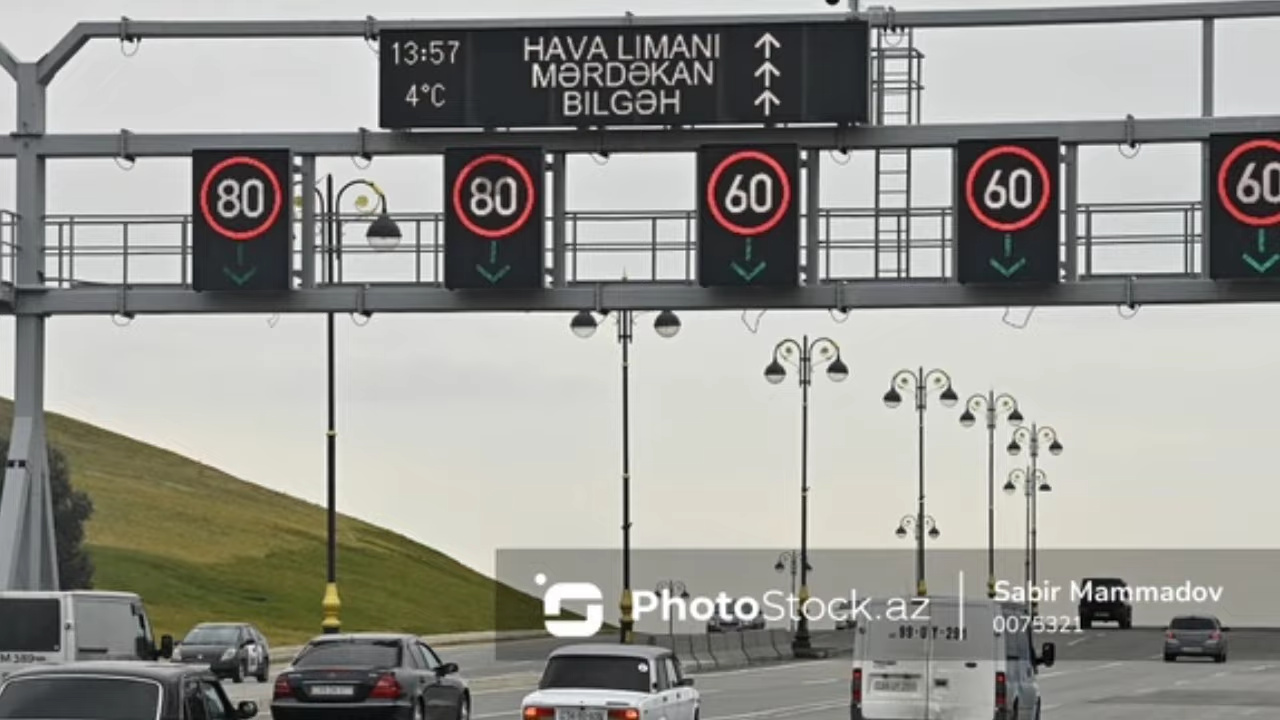 13:57
4°C
HAVA LIMANI
MƏRDƏKAN
BILGƏH
80
80
60
60
60
PhotoStock.az
Sabir Mammadov
0075321